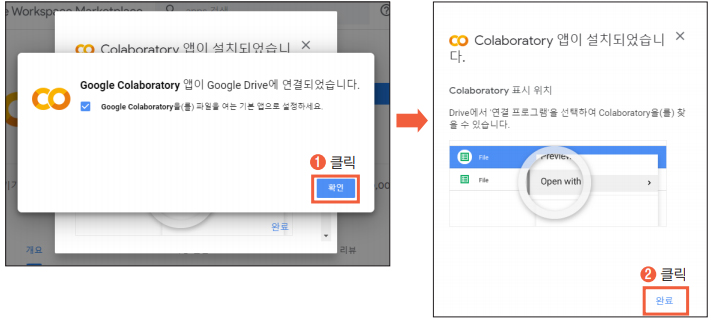 Workspace Marketplace
앱 검색
Colaboratory 앱이 설치되었습니
Google Colaboratory 앱이 Google Drive에 연결되었습니다.
Google Colaboratory을(를) 파일을 여는 기본 앱으로 설정하세요.
1 클릭
확인
완료
개요
리뷰
Colaboratory 앱이 설치되었습니
다.
Colaboratory 표시 위치
Drive에서 '연결 프로그램'을 선택하여 Colaboratory을(를) 찾
을 수 있습니다.
File
Preview
File
Open with
2 클릭
완료